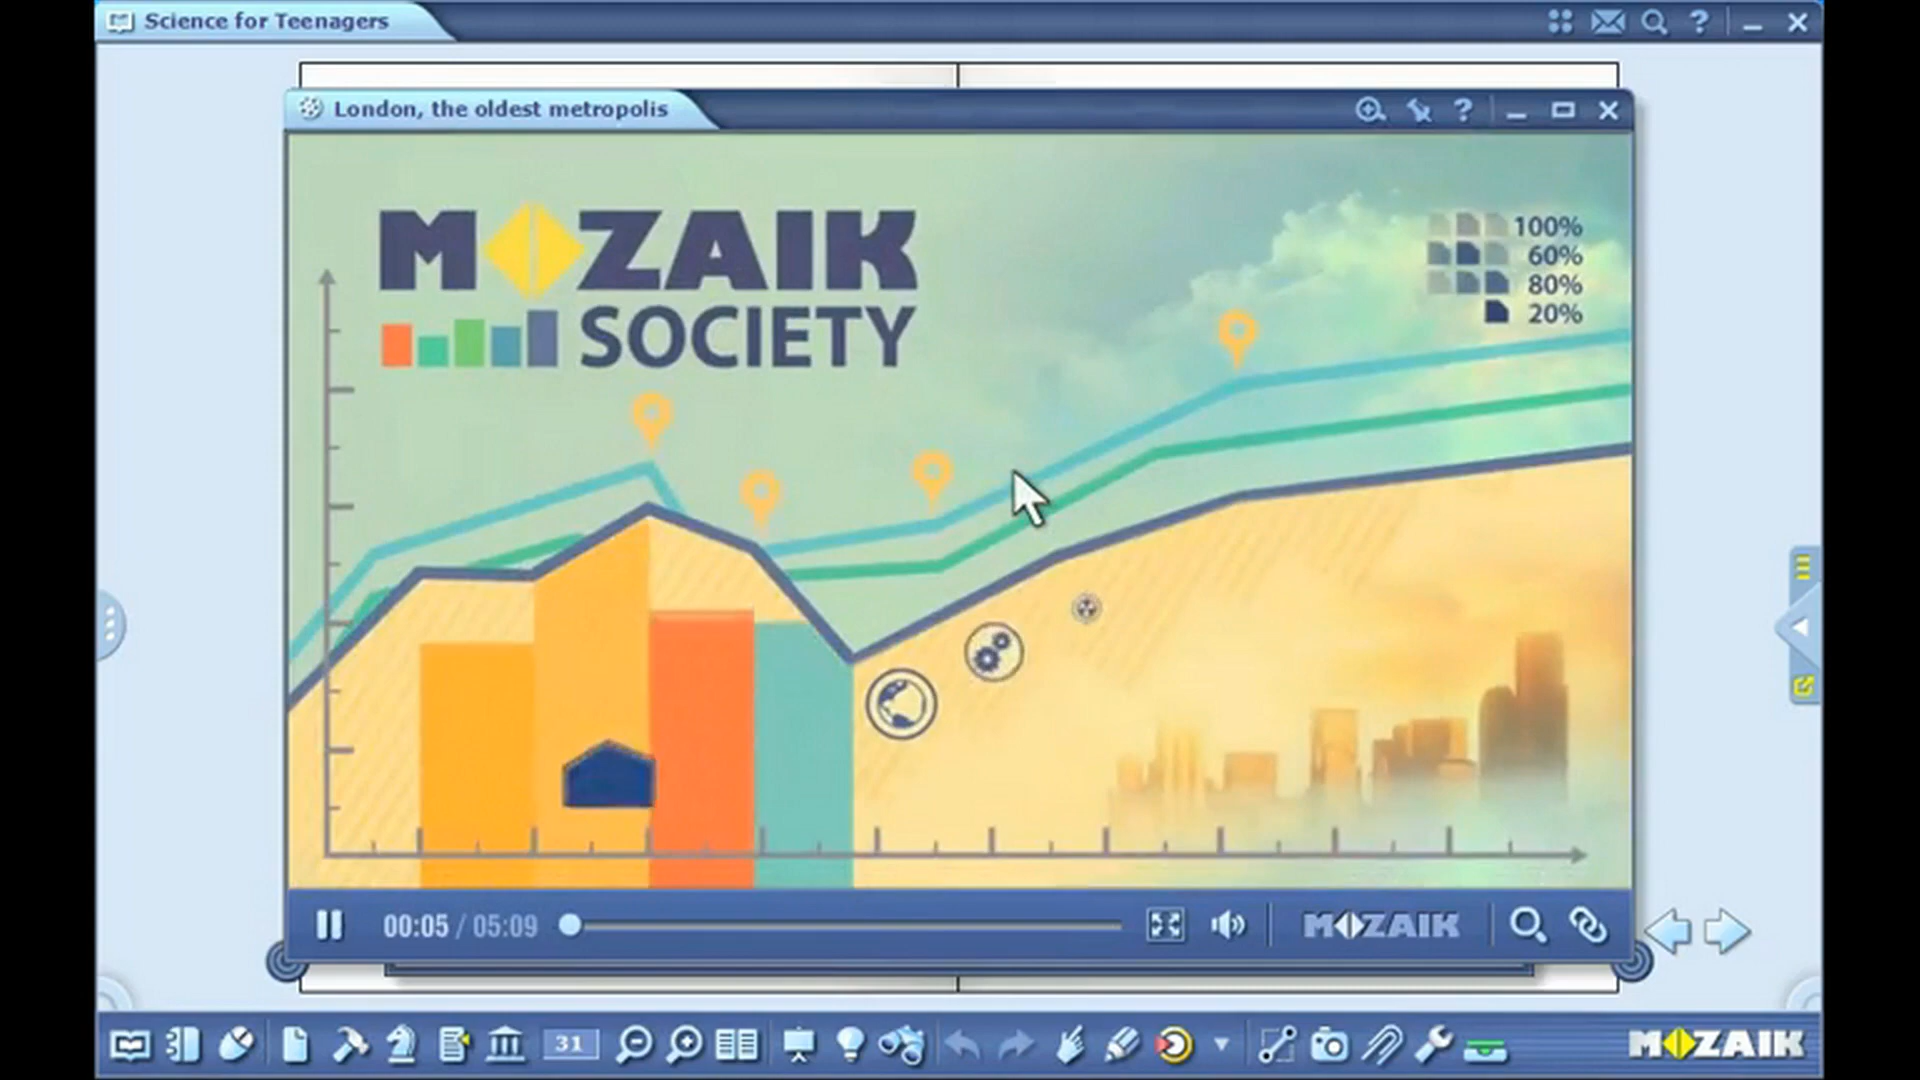 Science for Teenagers
London, the oldest metropolis
MOZAIK
SOCIETY
100%
60%
80%
20%
00:05 / 05:09
MOZAIK
31
MOZAIK